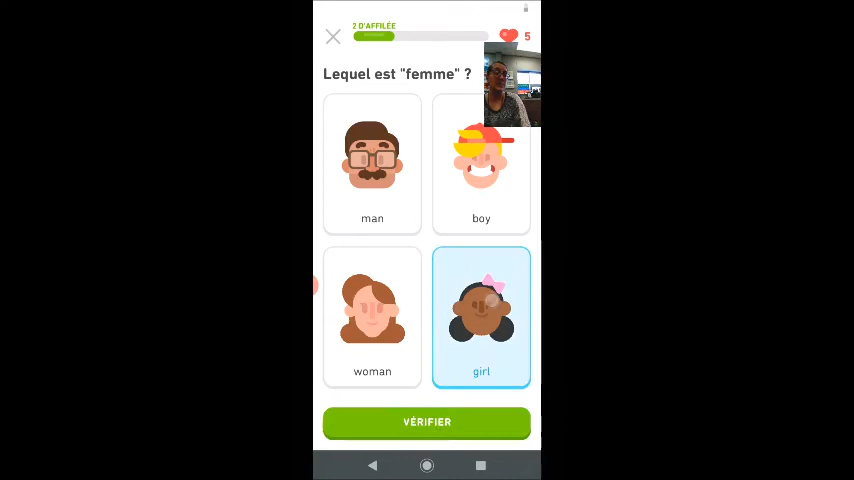 2 D'AFFILÉE
5
Lequel est "femme" ?
man
boy
woman
girl
VÉRIFIER